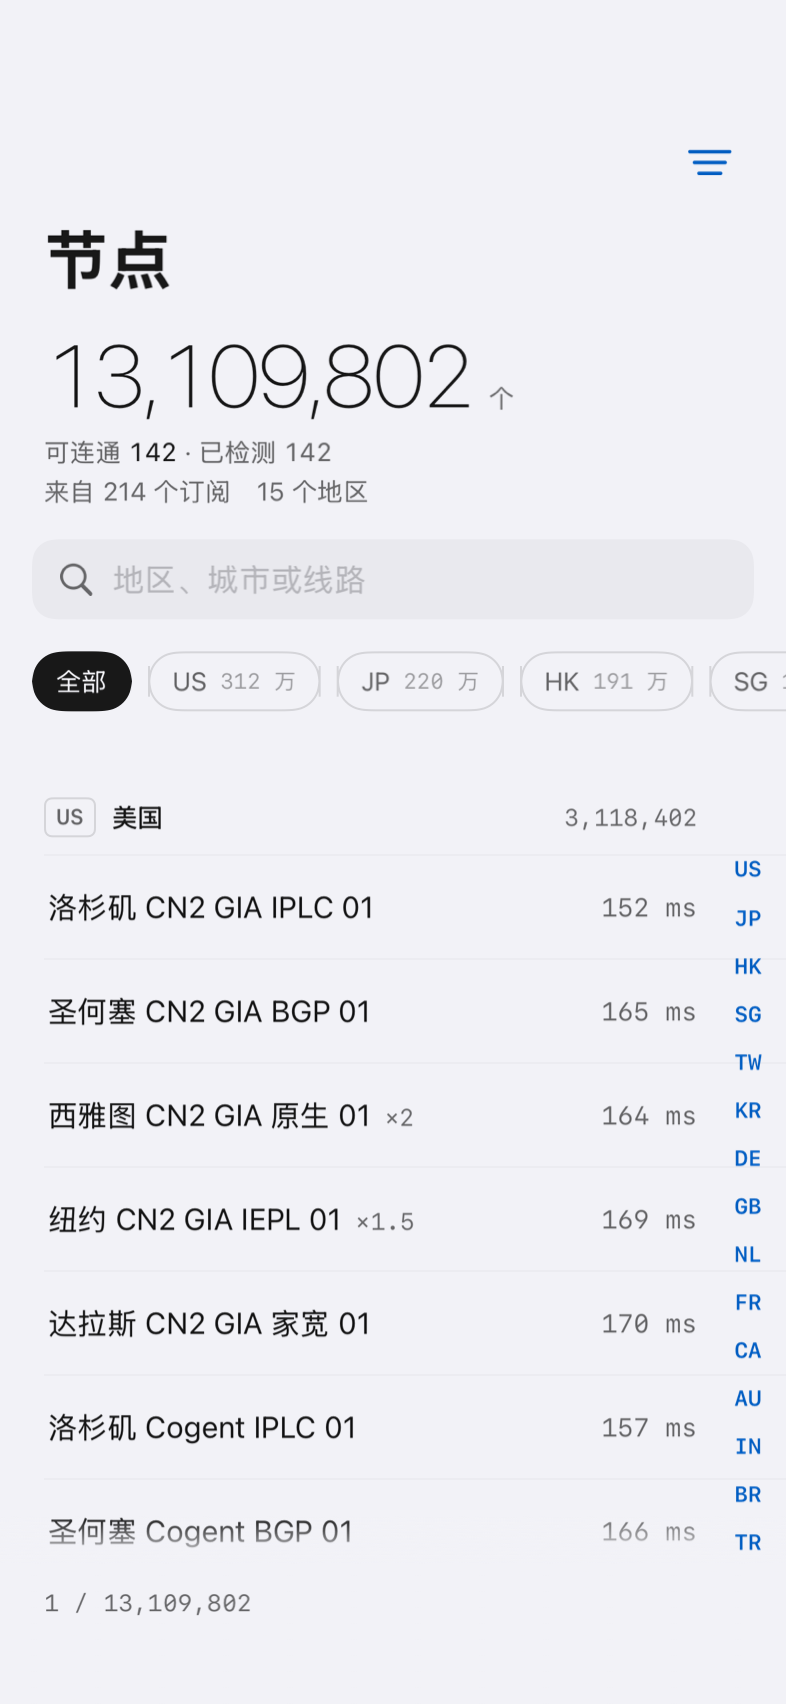 节点
13,109,802 个
可连通 142 · 已检测 142
来自 214 个订阅 15 个地区
地区、城市或线路
全部 US 312 万 JP 220 万 HK 191 万 SG
US 美国 3,118,402
US
洛杉矶 CN2 GIA IPLC 01 152 ms
JP
HK
圣何塞 CN2 GIA BGP 01 165 ms
SG
TW
西雅图 CN2 GIA 原生 01 ×2 164 ms
KR
DE
纽约 CN2 GIA IEPL 01 ×1.5 169 ms
GB
NL
达拉斯 CN2 GIA 家宽 01 170 ms
FR
CA
洛杉矶 Cogent IPLC 01 157 ms
AU
IN
BR
圣何塞 Cogent BGP 01 166 ms
TR
1 / 13,109,802